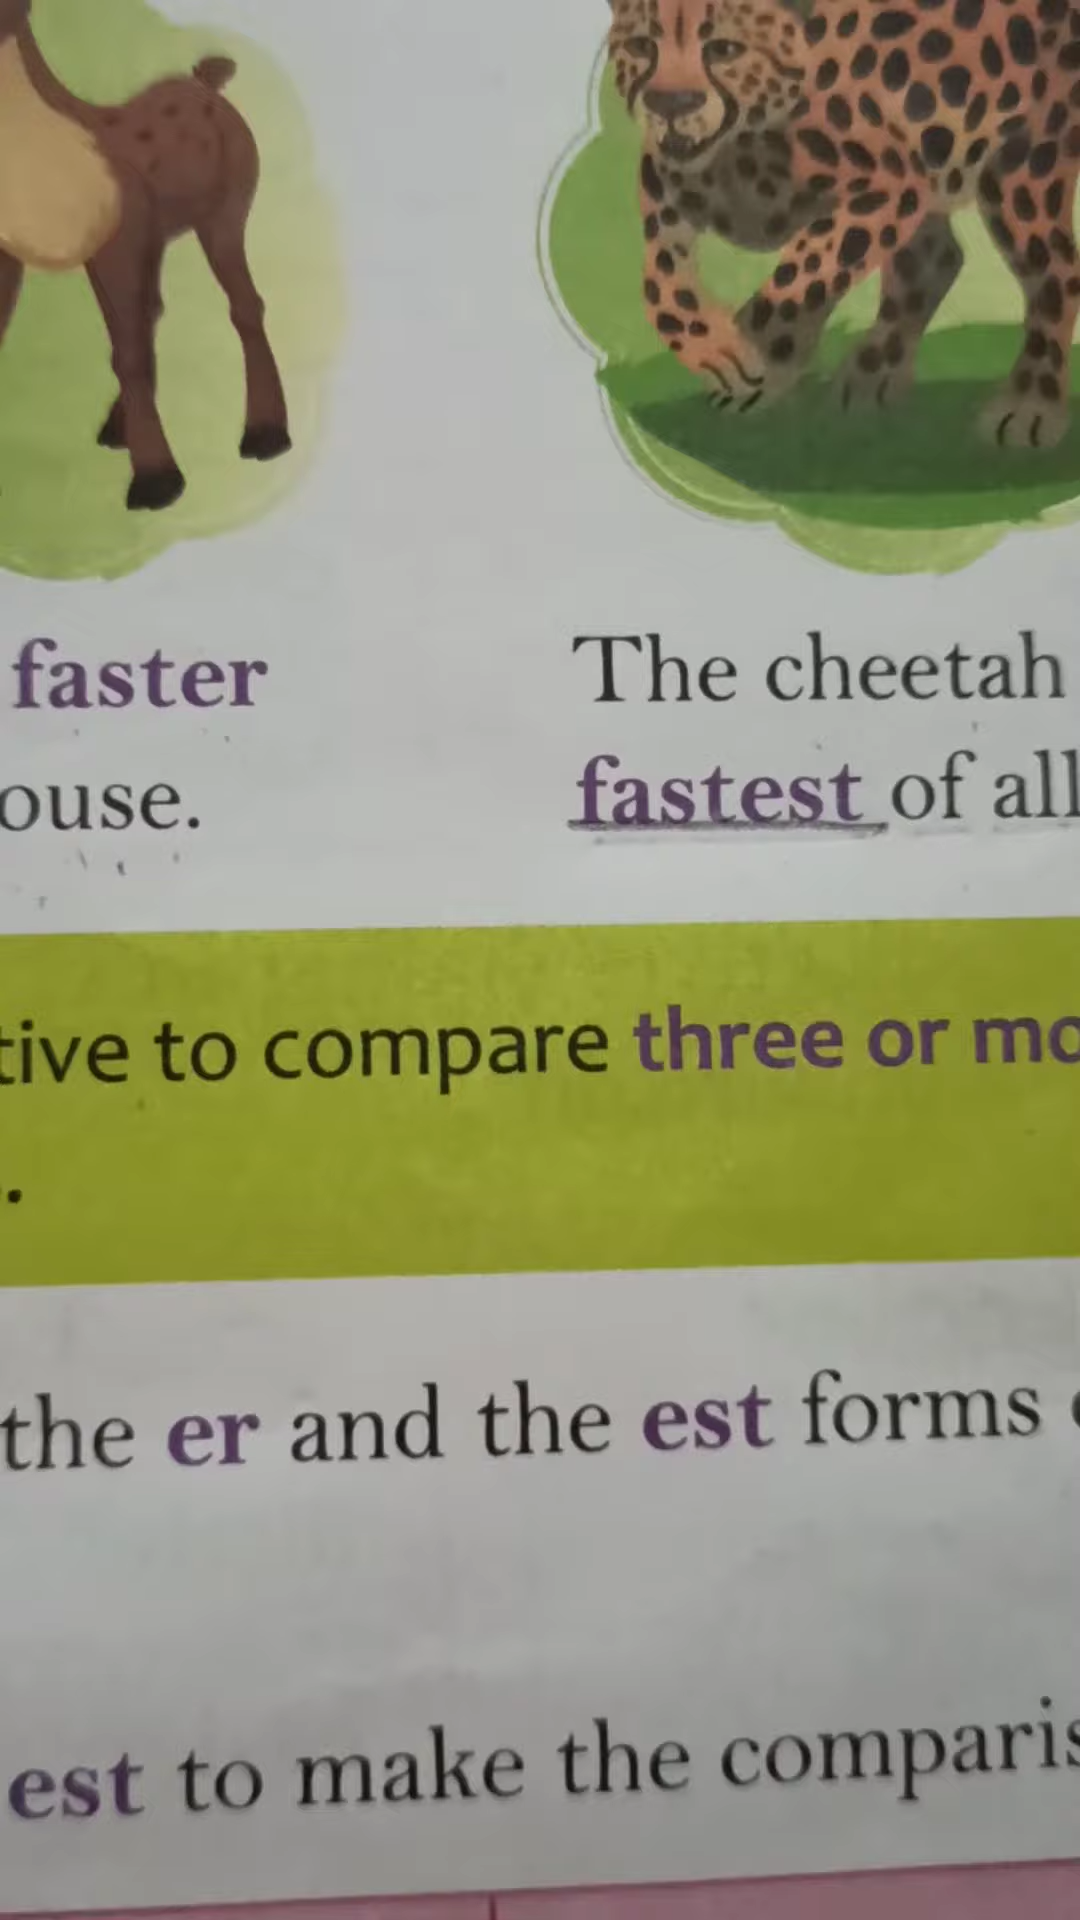 faster
ouse.
The cheetah
fastest of all
tive to compare three or mo
.
the er and the est forms
est to make the comparis